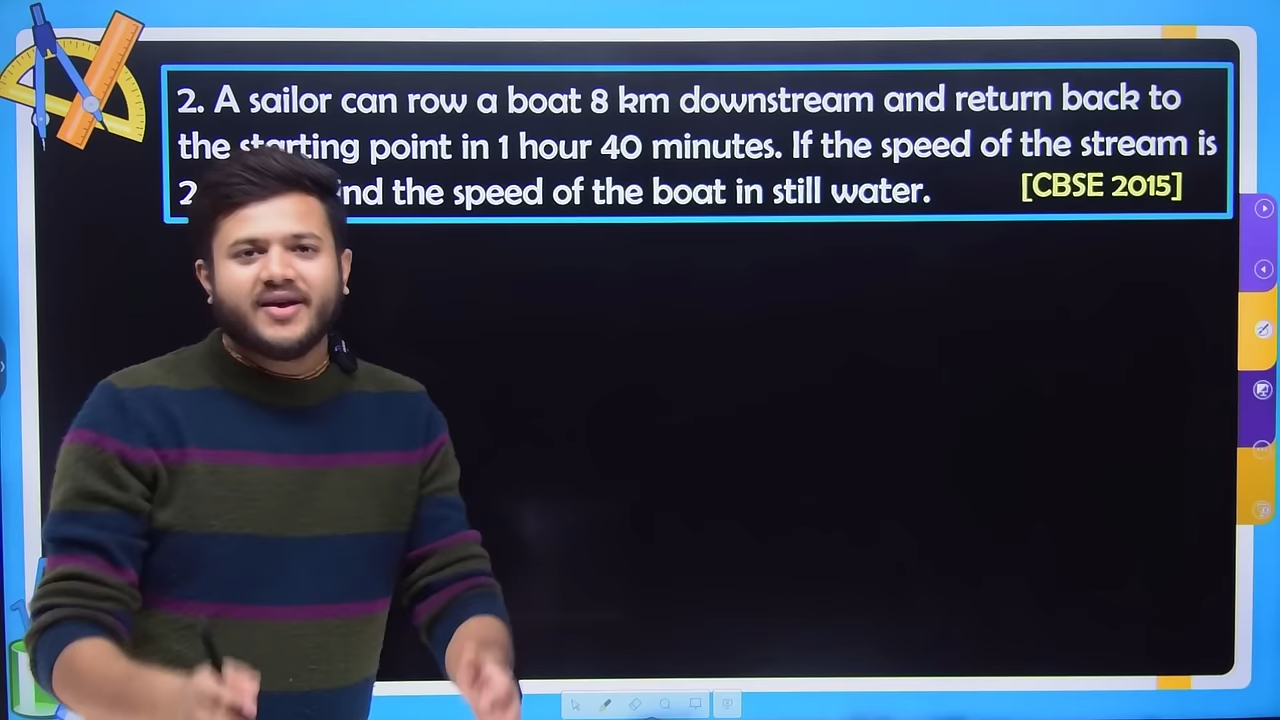 2. A sailor can row a boat 8 km downstream and return back to
the starting point in 1 hour 40 minutes. If the speed of the stream is
2 the speed of the boat in still water. [CBSE 2015]